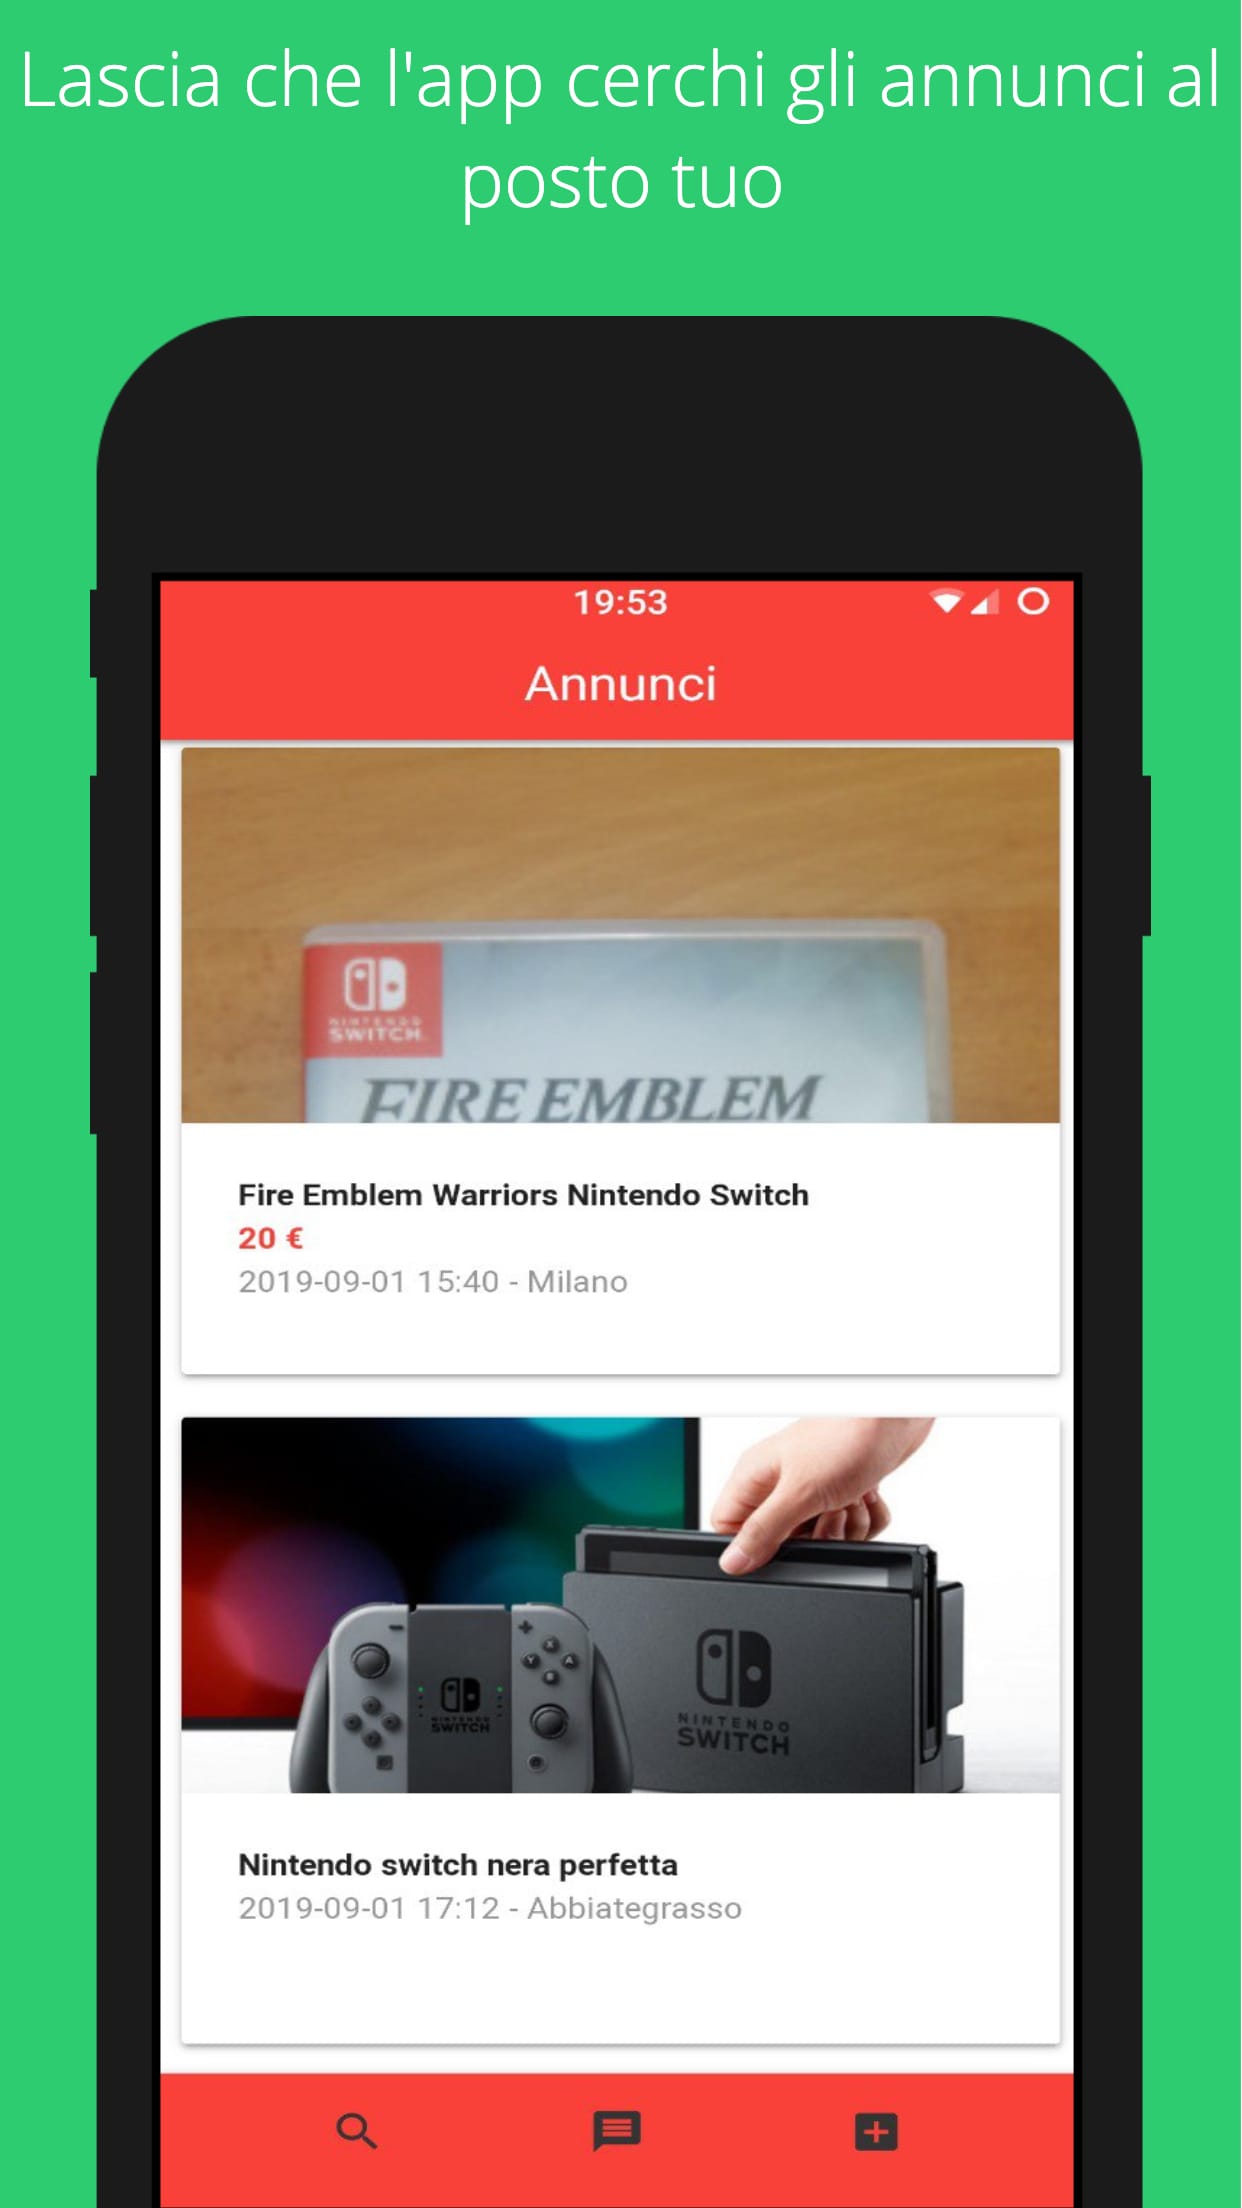 Lascia che l'app cerchi gli annunci al
posto tuo
19:53
Annunci
NINTENDO
SWITCH
FIRE EMBLEM
Fire Emblem Warriors Nintendo Switch
20 €
2019-09-01 15:40 - Milano
X
Y A
B
NINTENDO
SWITCH
NINTENDO
SWITCH
Nintendo switch nera perfetta
2019-09-01 17:12 - Abbiategrasso